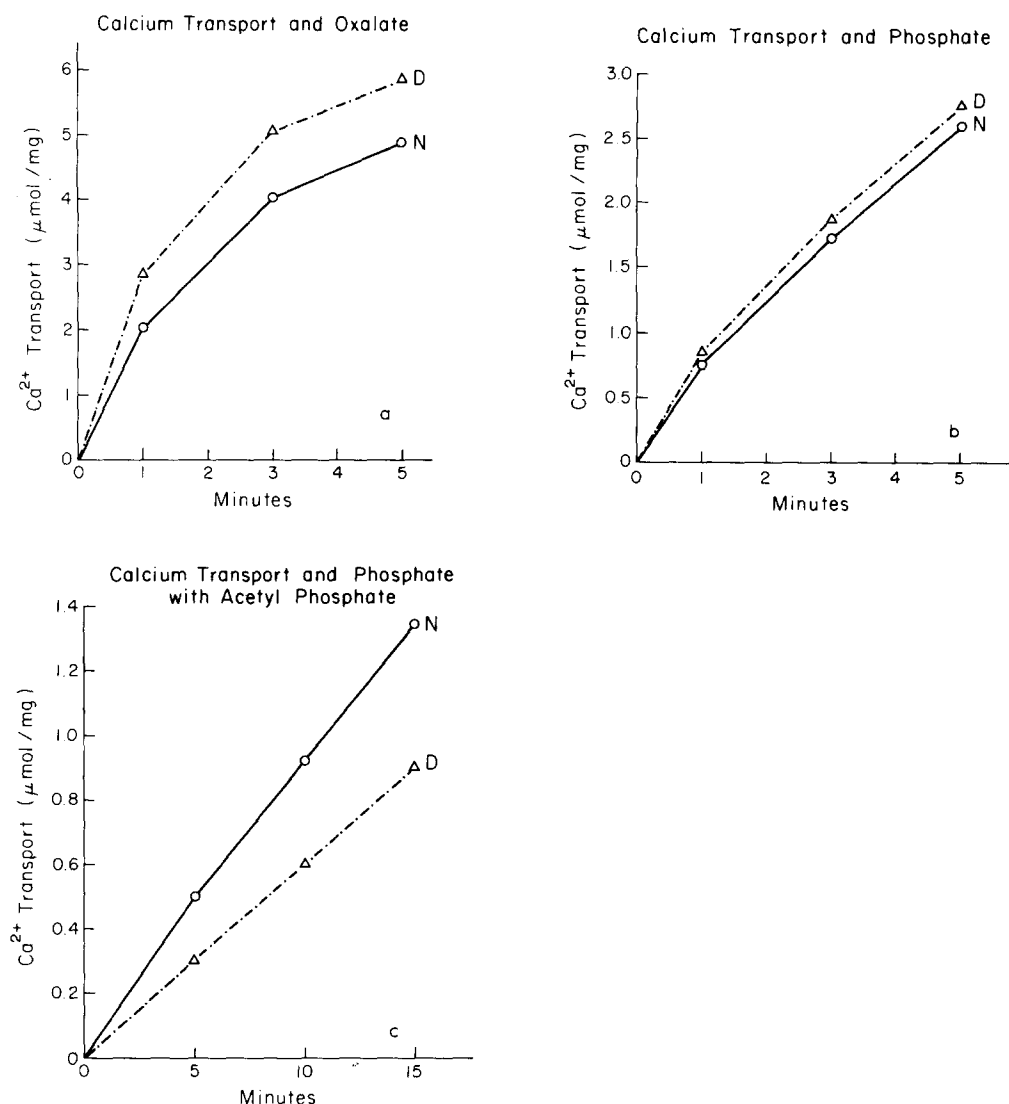 Calcium Transport and Oxalate
Ca2+ Transport (μmol/mg)
6
5
4
3
2
1
0
D
N
a
0 1 2 3 4 5
Minutes
Calcium Transport and Phosphate
Ca2+ Transport (μmol/mg)
3.0
2.5
2.0
1.5
1.0
0.5
0
D
N
b
0 1 2 3 4 5
Minutes
Calcium Transport and Phosphate
with Acetyl Phosphate
Ca2+ Transport (μmol/mg)
1.4
1.2
1.0
0.8
0.6
0.4
0.2
0
N
D
c
0 5 10 15
Minutes